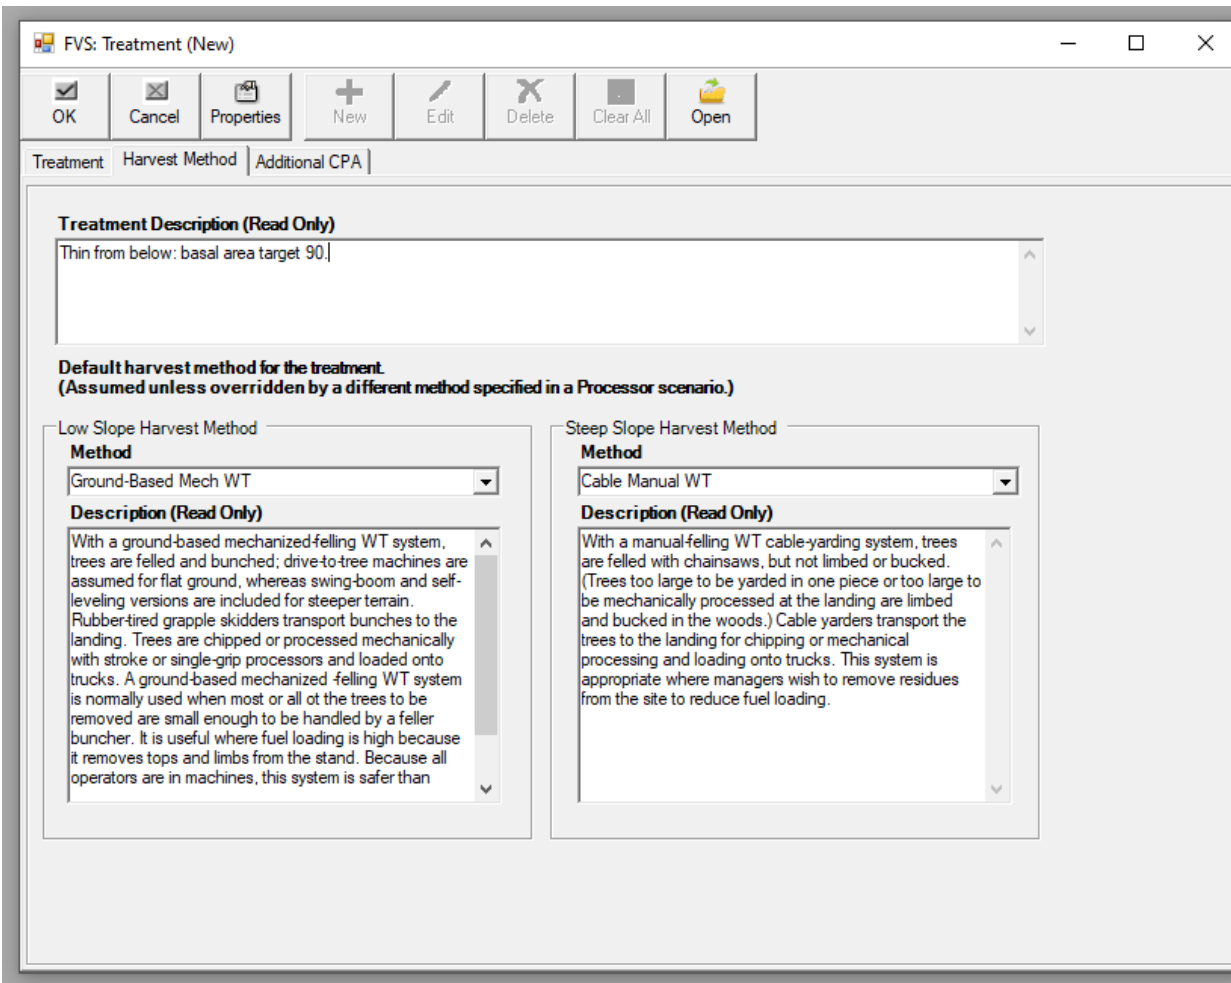 FVS: Treatment (New)
OK
Cancel
Properties
New
Edit
Delete
Clear All
Open
Treatment
Harvest Method
Additional CPA
Treatment Description (Read Only)
Thin from below: basal area target 90.
Default harvest method for the treatment.
(Assumed unless overridden by a different method specified in a Processor scenario.)
Low Slope Harvest Method
Method
Ground-Based Mech WT
Description (Read Only)
With a ground-based mechanized-felling WT system,
trees are felled and bunched; drive-to-tree machines are
assumed for flat ground, whereas swing-boom and self-
leveling versions are included for steeper terrain.
Rubber-tired grapple skidders transport bunches to the
landing. Trees are chipped or processed mechanically
with stroke or single-grip processors and loaded onto
trucks. A ground-based mechanized -felling WT system
is normally used when most or all ot the trees to be
removed are small enough to be handled by a feller
buncher. It is useful where fuel loading is high because
it removes tops and limbs from the stand. Because all
operators are in machines, this system is safer than
Steep Slope Harvest Method
Method
Cable Manual WT
Description (Read Only)
With a manual-felling WT cable-yarding system, trees
are felled with chainsaws, but not limbed or bucked.
(Trees too large to be yarded in one piece or too large to
be mechanically processed at the landing are limbed
and bucked in the woods.) Cable yarders transport the
trees to the landing for chipping or mechanical
processing and loading onto trucks. This system is
appropriate where managers wish to remove residues
from the site to reduce fuel loading.